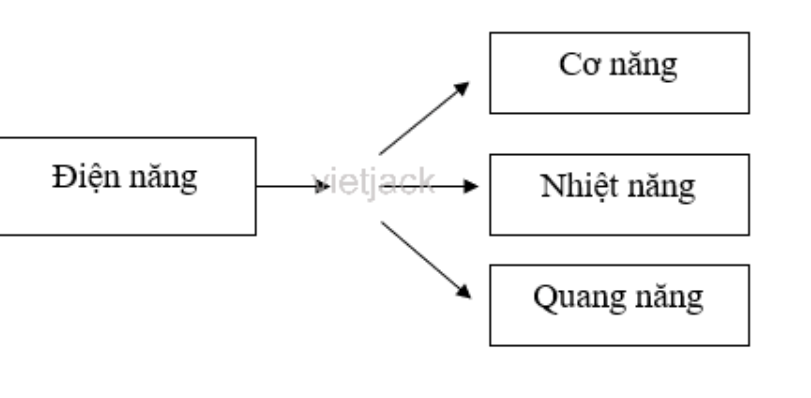 Cơ năng
Điện năng
vietjack
Nhiệt năng
Quang năng